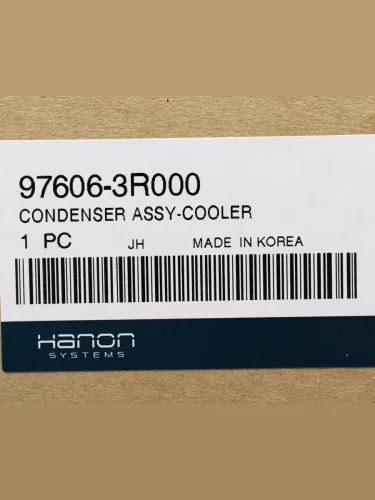 97606-3R000
CONDENSER ASSY-COOLER
1 PC JH MADE IN KOREA
Hanon
SYSTEMS